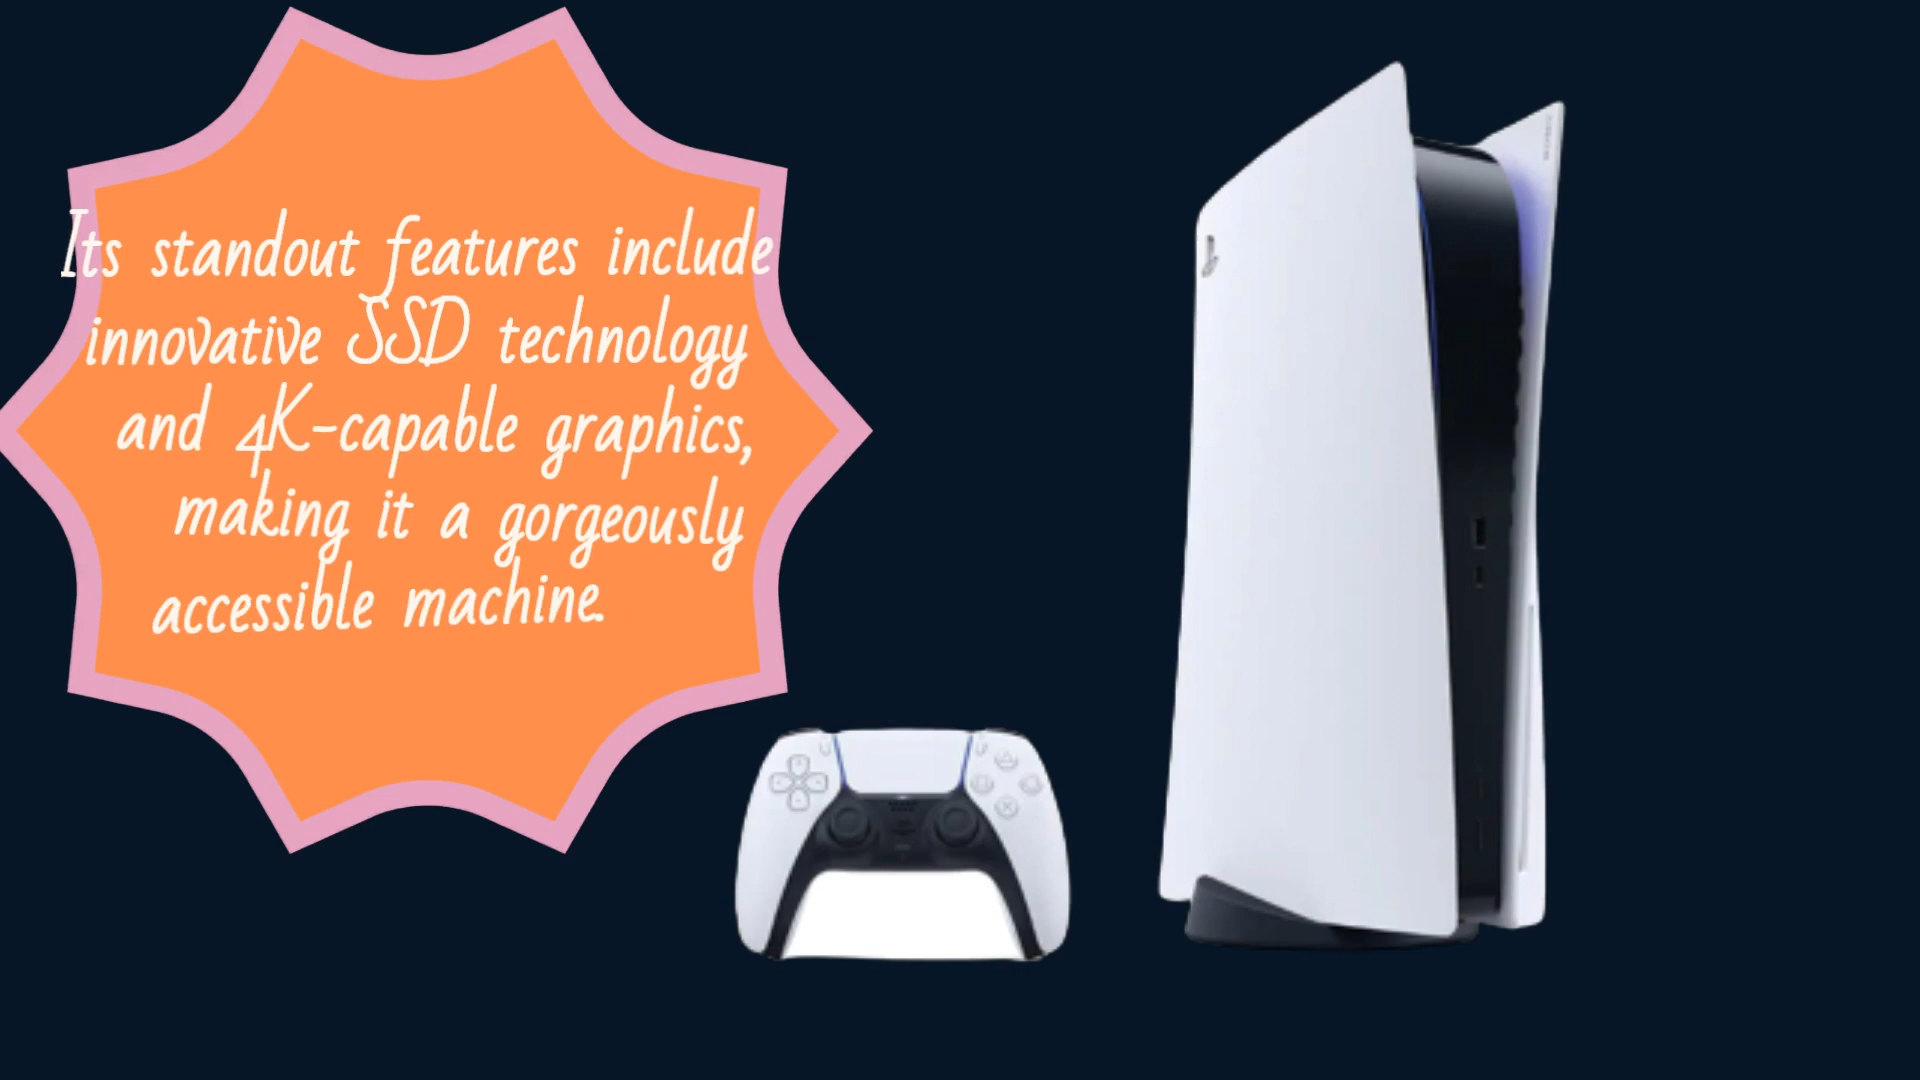 Its standout features include
innovative SSD technology
and 4K-capable graphics,
making it a gorgeously
accessible machine.